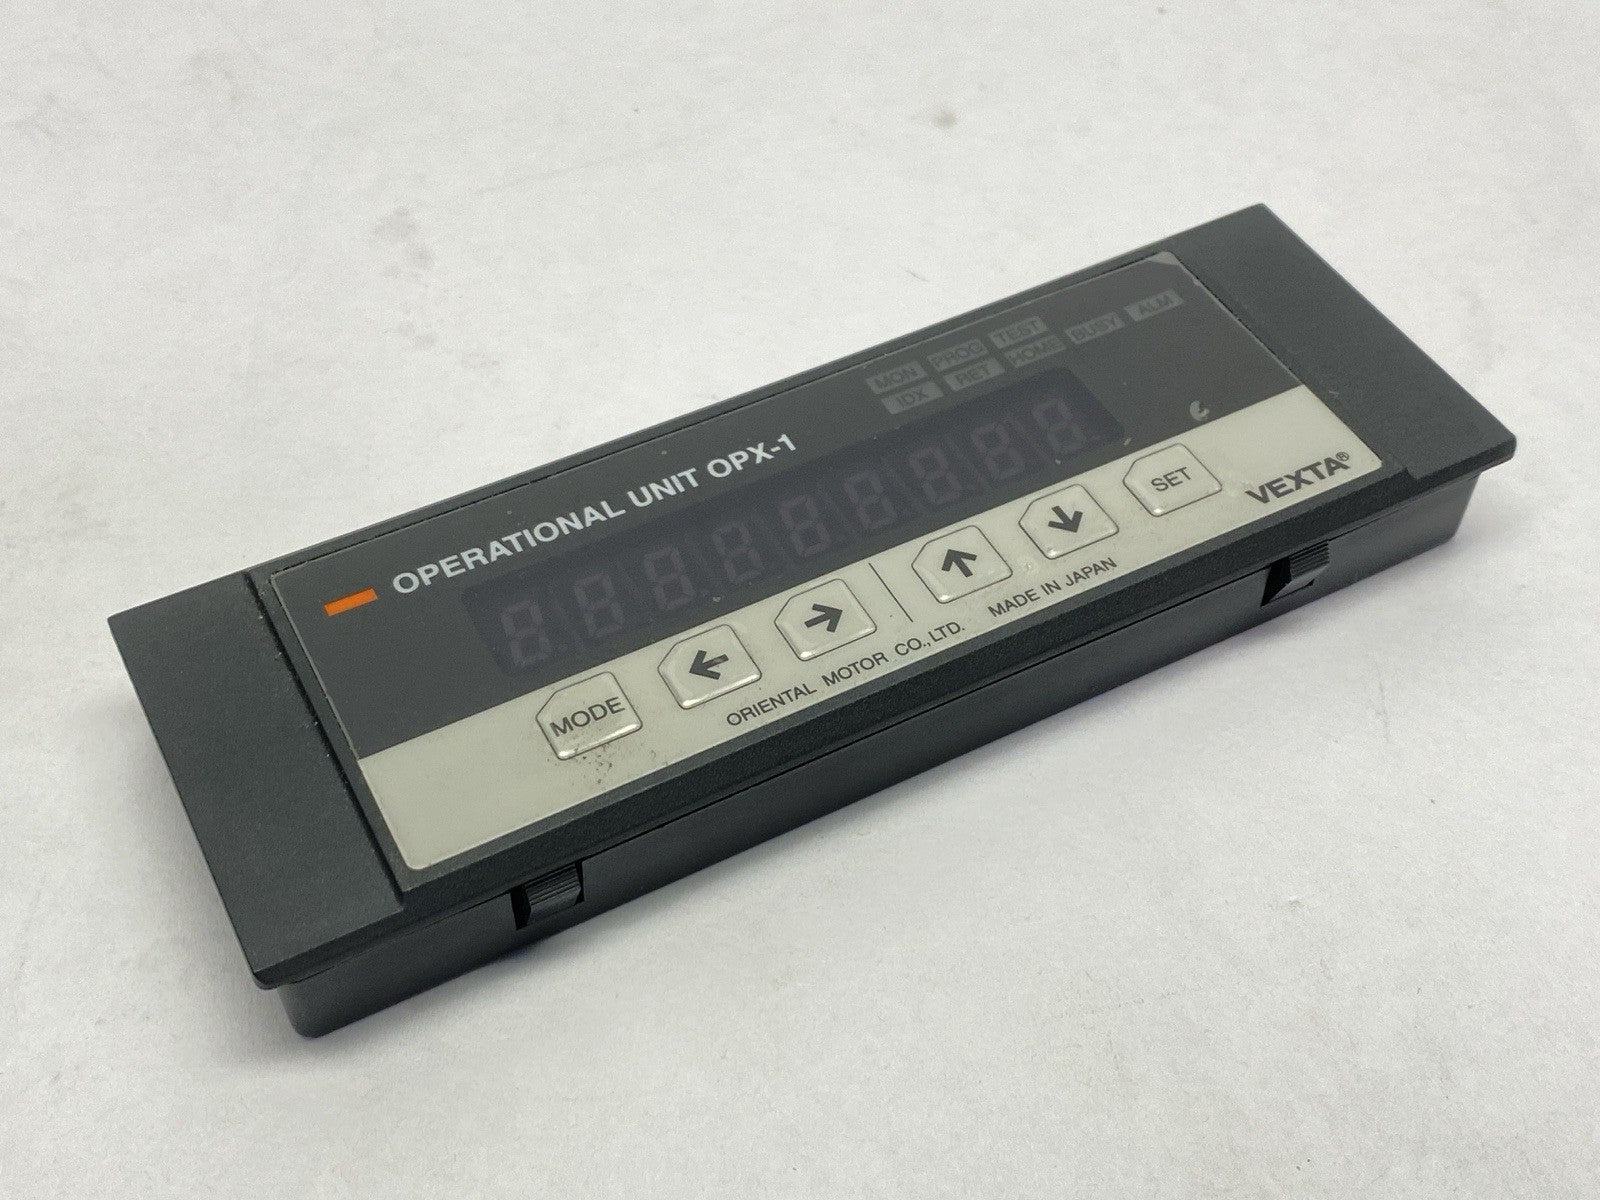 OPERATIONAL UNIT OPX-1
MON PROG TEST
IDX RET HOME BUSY ALM
MODE ← → ↑ ↓ SET
VEXTA®
ORIENTAL MOTOR CO.,LTD. MADE IN JAPAN